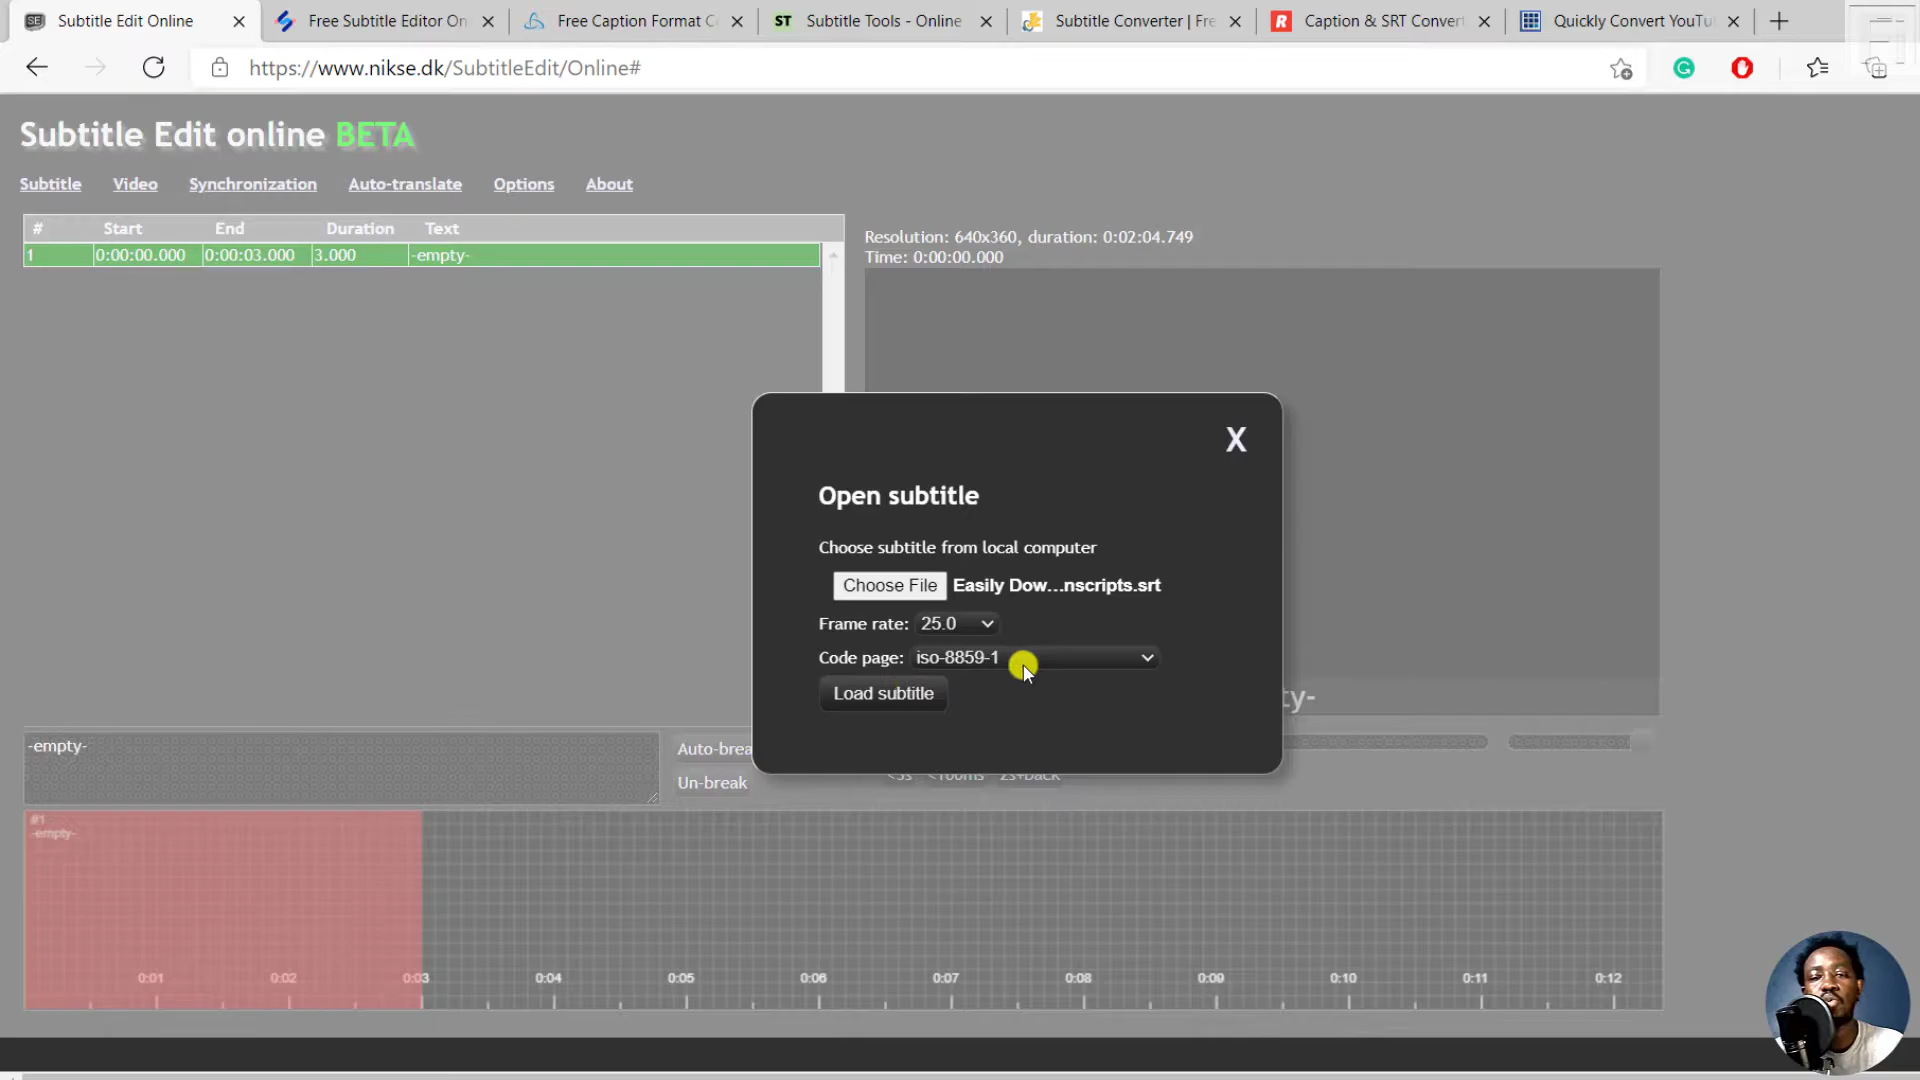 Subtitle Edit Online
Free Subtitle Editor On
Free Caption Format C
ST Subtitle Tools - Online
Subtitle Converter | Fre
R Caption & SRT Convert
Quickly Convert YouTu
https://www.nikse.dk/SubtitleEdit/Online#
Subtitle Edit online BETA
Subtitle Video Synchronization Auto-translate Options About
# Start End Duration Text
1 0:00:00.000 0:00:03.000 3.000 -empty-
Resolution: 640x360, duration: 0:02:04.749
Time: 0:00:00.000
X
Open subtitle
Choose subtitle from local computer
Choose File Easily Dow...nscripts.srt
Frame rate: 25.0
Code page: iso-8859-1
Load subtitle
ty-
-empty-
Auto-brea
Un-break
#1
-empty-
0:01 0:02 0:03 0:04 0:05 0:06 0:07 0:08 0:09 0:10 0:11 0:12